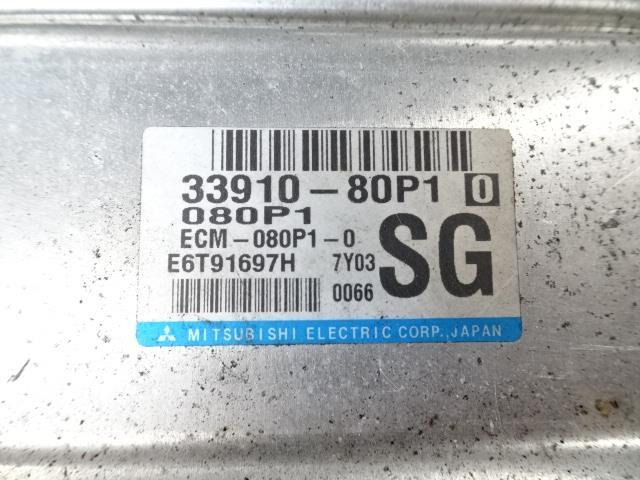 33910-80P1 0
080P1
ECM-080P1-0
E6T91697H 7Y03 SG
0066
MITSUBISHI ELECTRIC CORP., JAPAN